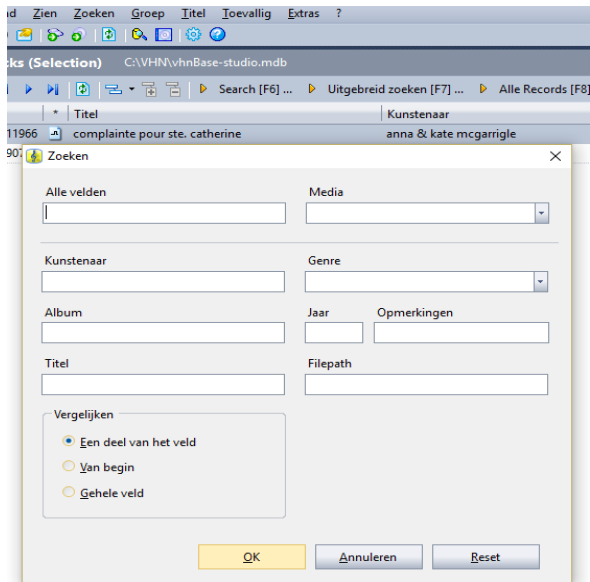 nd Zien Zoeken Groep Titel Toevallig Extras ?
cks (Selection) C:\VHN\vhnBase-studio.mdb
Search [F6] ... Uitgebreid zoeken [F7] ... Alle Records [F8]
* Titel Kunstenaar
11966 complainte pour ste. catherine anna & kate mcgarrigle
907
Zoeken
Alle velden Media
Kunstenaar Genre
Album Jaar Opmerkingen
Titel Filepath
Vergelijken
Een deel van het veld
Van begin
Gehele veld
OK Annuleren Reset